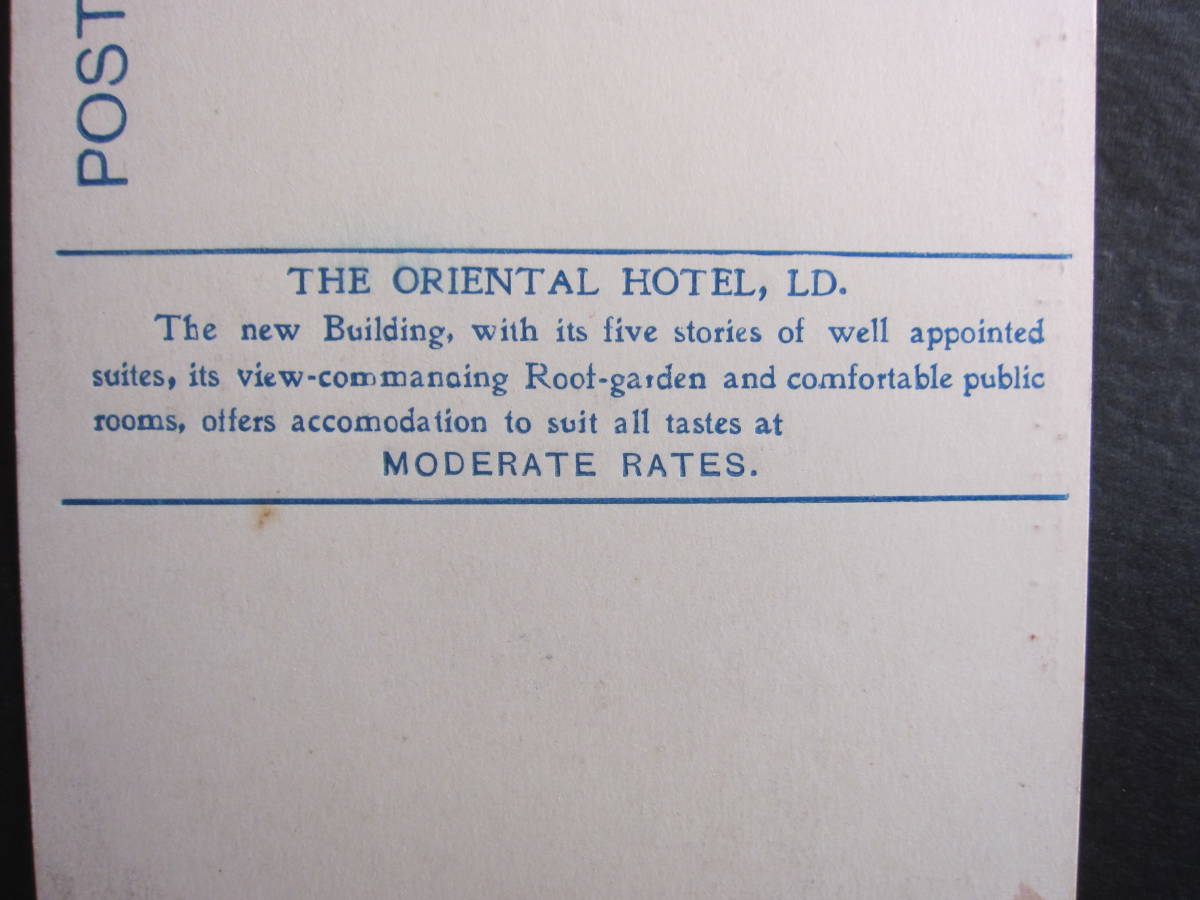 POST
THE ORIENTAL HOTEL, LD.
The new Building, with its five stories of well appointed
suites, its view-commanding Roof-garden and comfortable public
rooms, offers accomodation to suit all tastes at
MODERATE RATES.